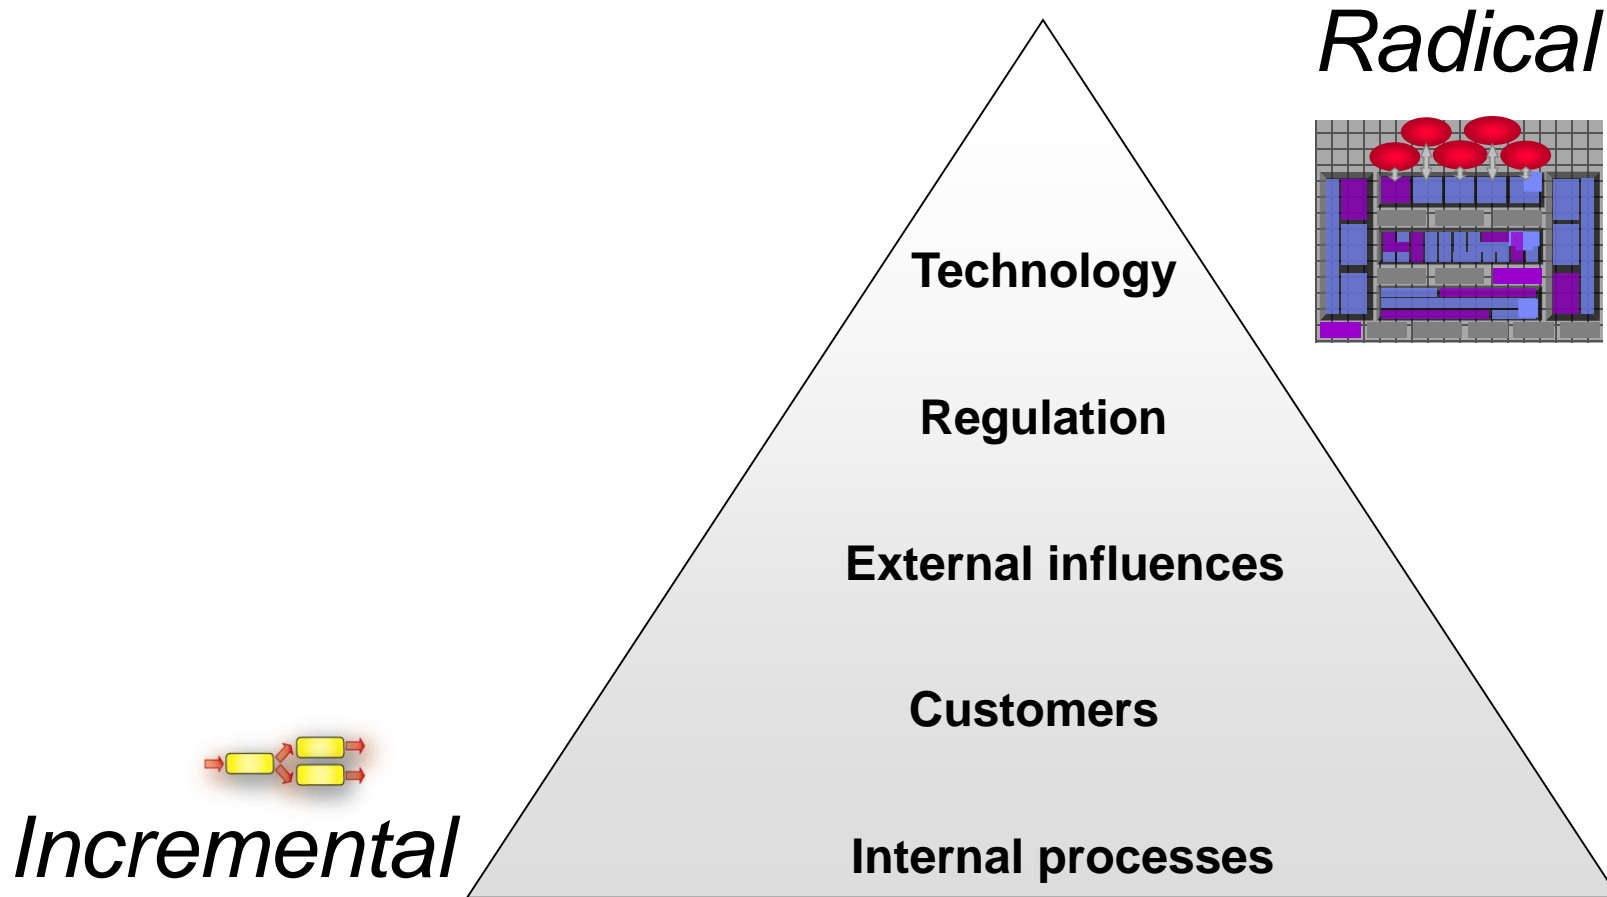 Radical
Technology
Regulation
External influences
Customers
Internal processes
Incremental